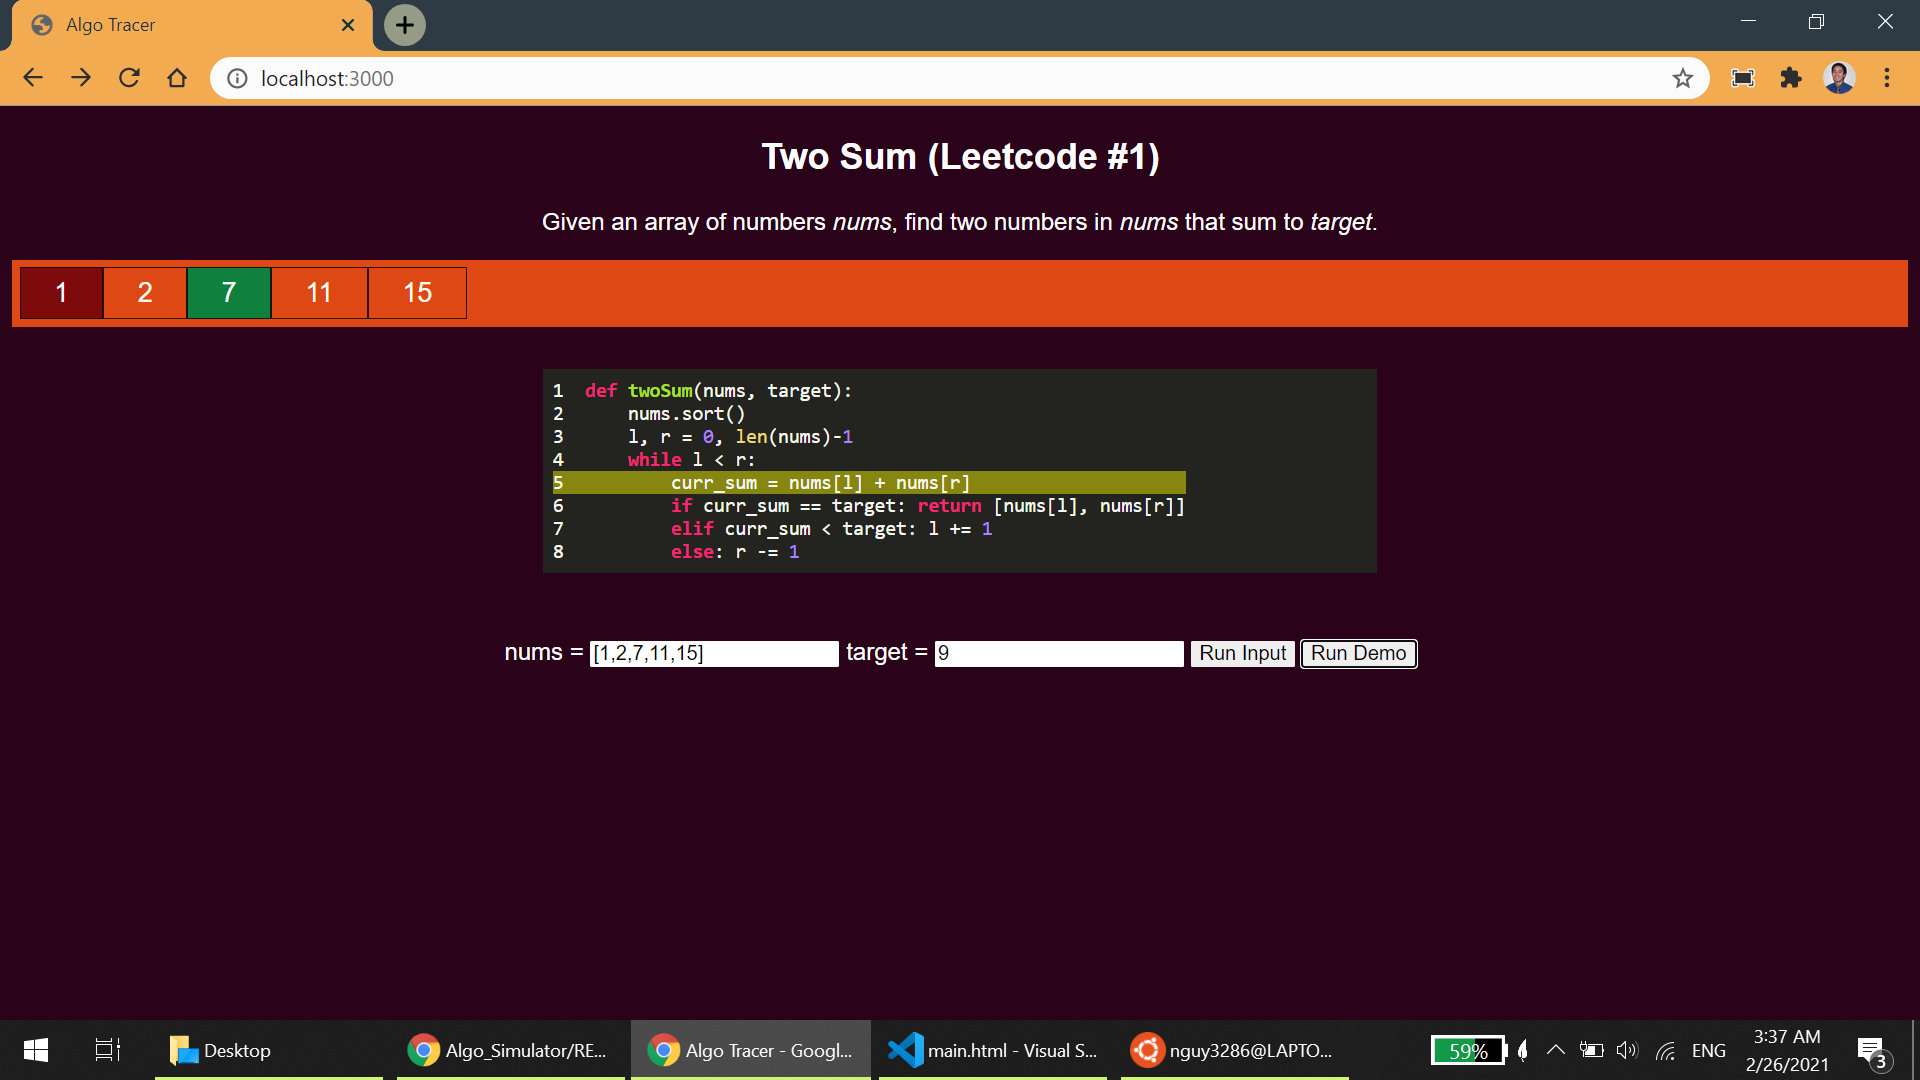 Algo Tracer
localhost:3000
Two Sum (Leetcode #1)
Given an array of numbers nums, find two numbers in nums that sum to target.
1 2 7 11 15
1 def twoSum(nums, target):
2     nums.sort()
3     l, r = 0, len(nums)-1
4     while l < r:
5         curr_sum = nums[l] + nums[r]
6         if curr_sum == target: return [nums[l], nums[r]]
7         elif curr_sum < target: l += 1
8         else: r -= 1
nums = [1,2,7,11,15] target = 9 Run Input Run Demo
Desktop Algo_Simulator/RE... Algo Tracer - Googl... main.html - Visual S... nguy3286@LAPTO... 59% ENG 3:37 AM
2/26/2021 3